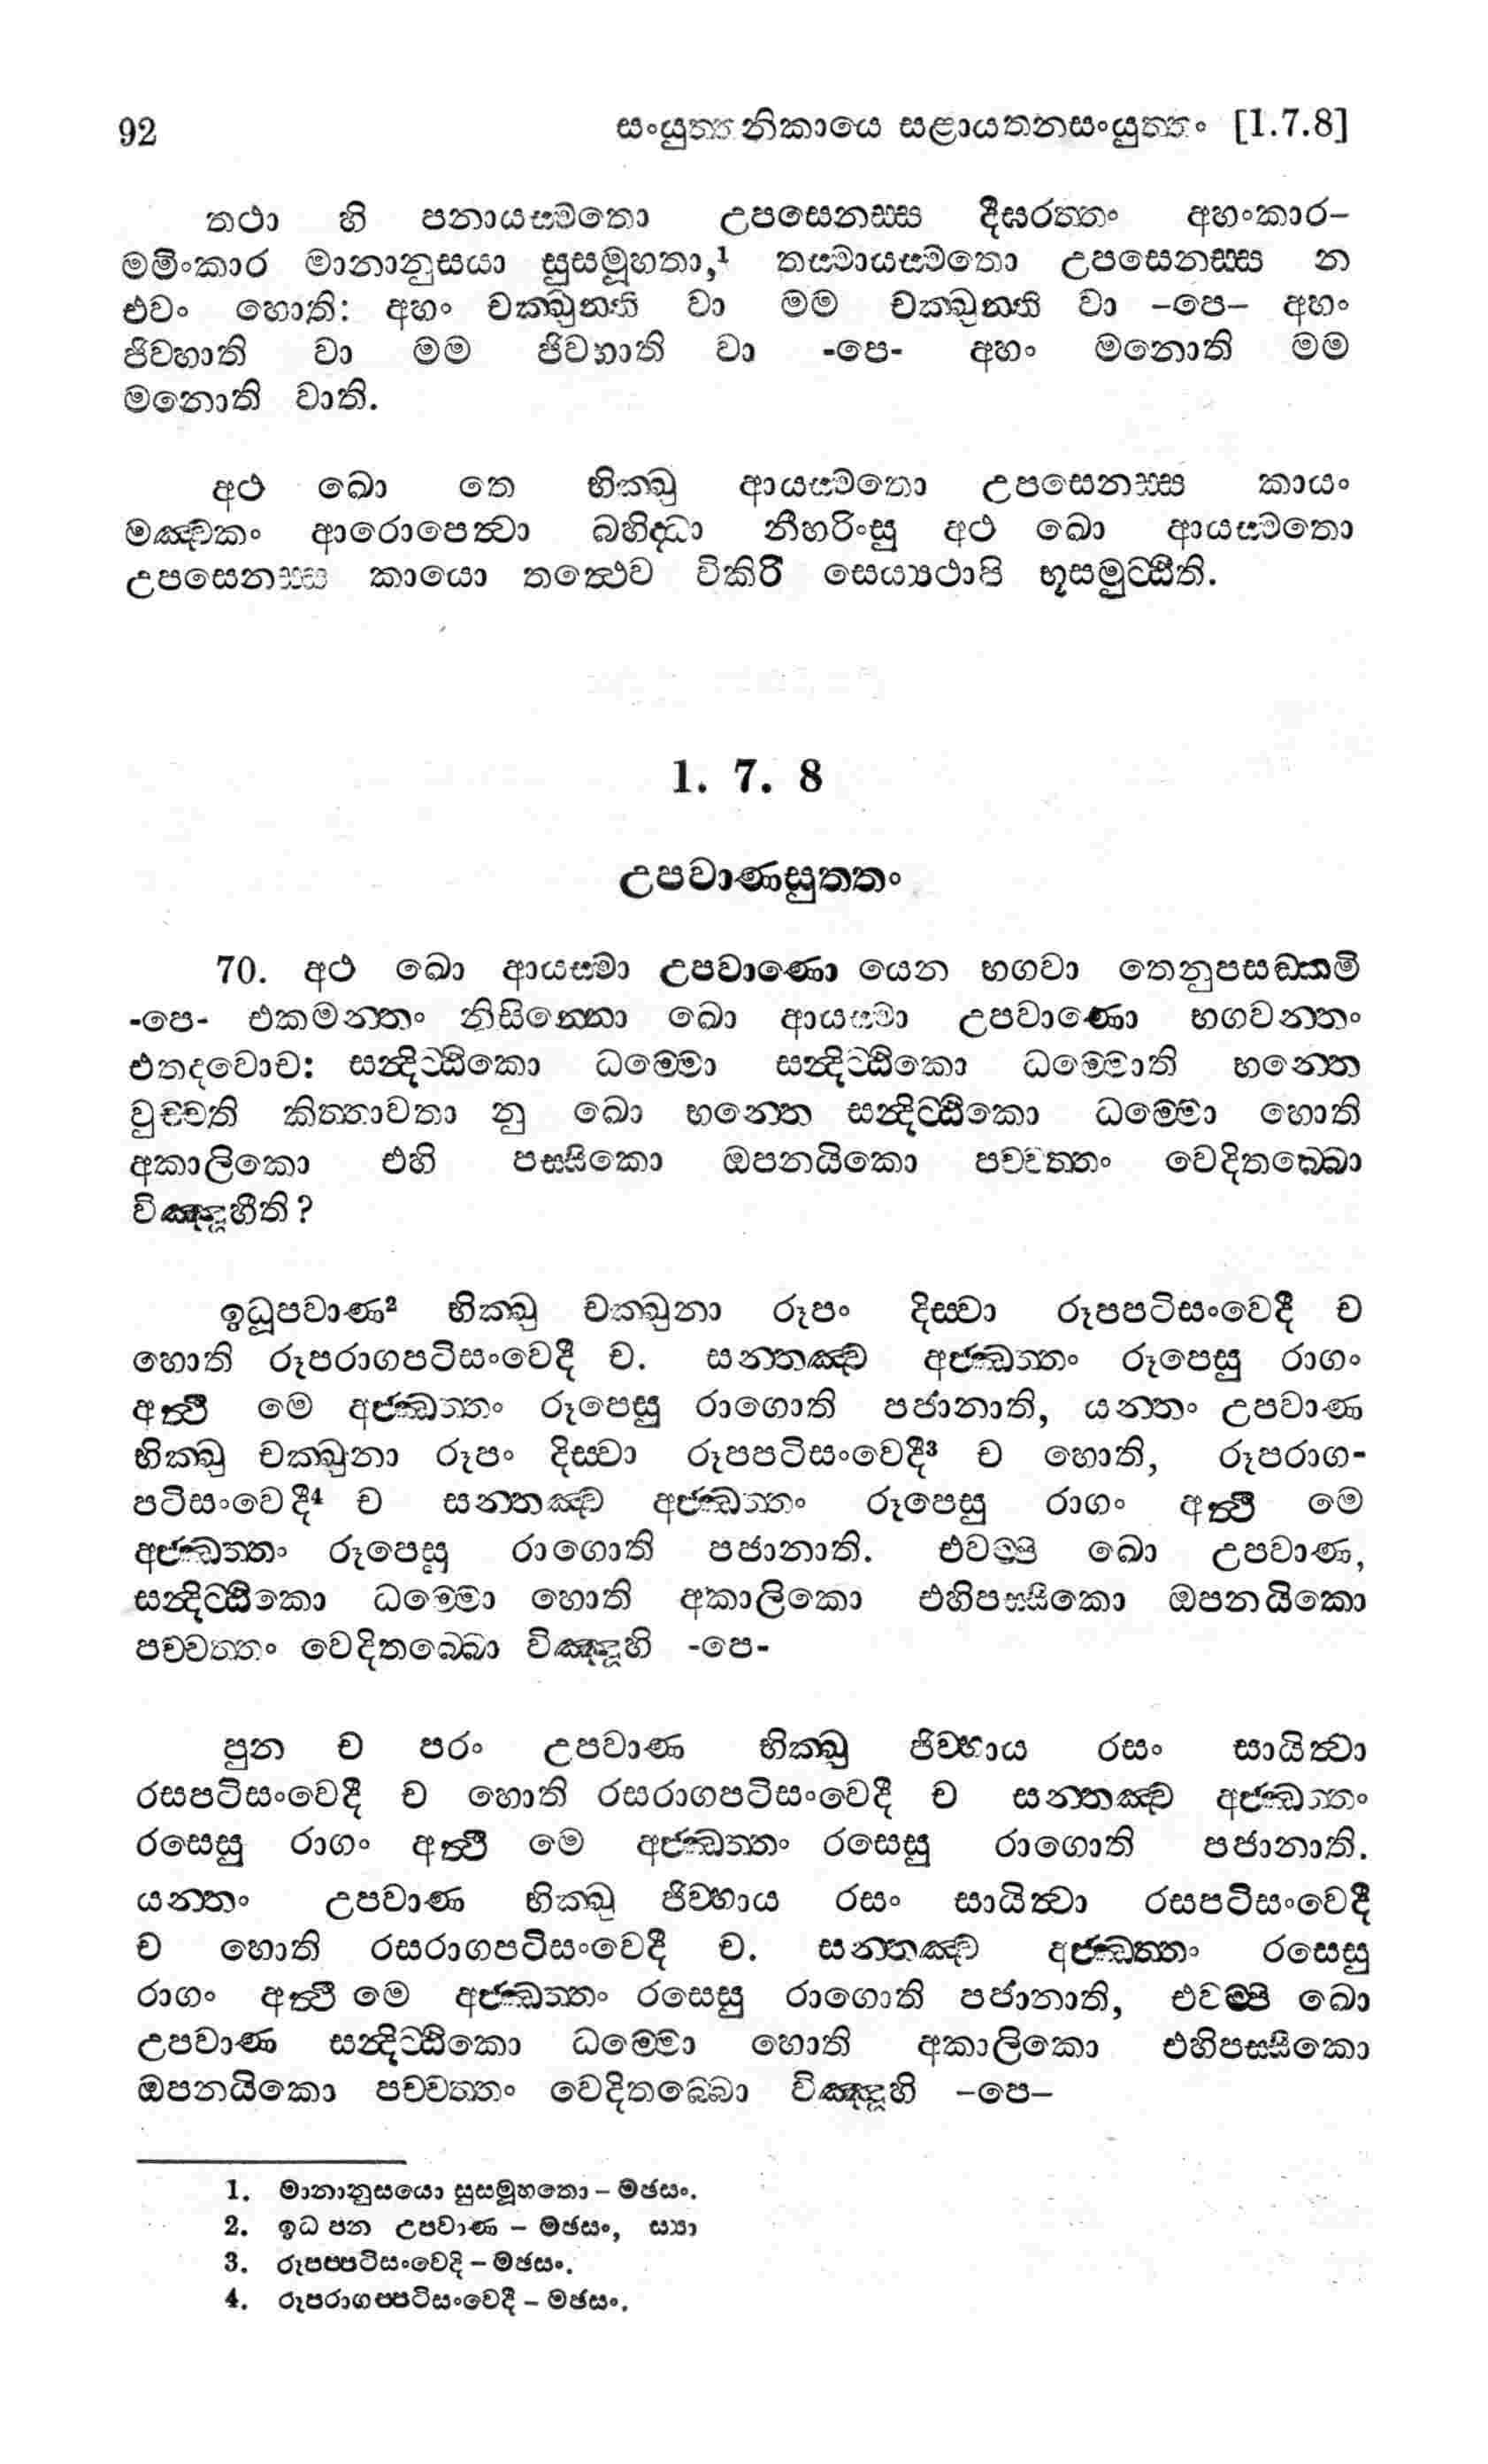 92 සංයුත්තනිකායෙ සළායතනසංයුත්තං [1.7.8]
තථා හි පනායස්මතො උපසෙනස්ස දීඝරත්තං අහංකාර–
මමිංකාර මානානුසයා සුසමූහතා,¹ තස්මායස්මතො උපසෙනස්ස න
එවං හොති: අහං චක්ඛුන්ති වා මම චක්ඛුන්ති වා –පෙ– අහං
ජිව්හාති වා මම ජිව්හාති වා -පෙ- අහං මනොති මම
මනොති වාති.
අථ ඛො තෙ භික්ඛු ආයස්මතො උපසෙනස්ස කායං
මඤ්චකං ආරොපෙත්වා බහිද්ධා නීහරිංසු අථ ඛො ආයස්මතො
උපසෙනස්ස කායො තත්ථෙව විකිරි සෙය්‍යථාපි භූසමුට්ඨීති.
1. 7. 8
උපවාණසුත්තං
70. අථ ඛො ආයස්මා උපවාණො යෙන භගවා තෙනුපසඞ්කමි
-පෙ- එකමන්තං නිසින්නො ඛො ආයස්මා උපවාණො භගවන්තං
එතදවොච: සන්දිට්ඨිකො ධම්මො සන්දිට්ඨිකො ධම්මොති භන්තෙ
වුච්චති කිත්තාවතා නු ඛො භන්තෙ සන්දිට්ඨිකො ධම්මො හොති
අකාලිකො එහි පස්සිකො ඔපනයිකො පච්චත්තං වෙදිතබ්බො
විඤ්ඤූහීති?
ඉධූපවාණ² භික්ඛු චක්ඛුනා රූපං දිස්වා රූපපටිසංවෙදී ච
හොති රූපරාගපටිසංවෙදී ච. සන්තඤ්ච අජ්ඣත්තං රූපෙසු රාගං
අත්ථි මෙ අජ්ඣත්තං රූපෙසු රාගොති පජානාති, යන්තං උපවාණ
භික්ඛු චක්ඛුනා රූපං දිස්වා රූපපටිසංවෙදී³ ච හොති, රූපරාග-
පටිසංවෙදී⁴ ච සන්තඤ්ච අජ්ඣත්තං රූපෙසු රාගං අත්ථි මෙ
අජ්ඣත්තං රූපෙසු රාගොති පජානාති. එවම්පි ඛො උපවාණ,
සන්දිට්ඨිකො ධම්මො හොති අකාලිකො එහිපස්සිකො ඔපනයිකො
පච්චත්තං වෙදිතබ්බො විඤ්ඤූහි -පෙ-
පුන ච පරං උපවාණ භික්ඛු ජිව්හාය රසං සායිත්වා
රසපටිසංවෙදී ච හොති රසරාගපටිසංවෙදී ච සන්තඤ්ච අජ්ඣත්තං
රසෙසු රාගං අත්ථි මෙ අජ්ඣත්තං රසෙසු රාගොති පජානාති.
යන්තං උපවාණ භික්ඛු ජිව්හාය රසං සායිත්වා රසපටිසංවෙදී
ච හොති රසරාගපටිසංවෙදී ච. සන්තඤ්ච අජ්ඣත්තං රසෙසු
රාගං අත්ථි මෙ අජ්ඣත්තං රසෙසු රාගොති පජානාති, එවම්පි ඛො
උපවාණ සන්දිට්ඨිකො ධම්මො හොති අකාලිකො එහිපස්සිකො
ඔපනයිකො පච්චත්තං වෙදිතබ්බො විඤ්ඤූහි –පෙ–
1. මානානුසයො සුසමූහතො – මඡසං.
2. ඉධ පන උපවාණ – මඡසං, ස්‍යා
3. රූපප්පටිසංවෙදි – මඡසං.
4. රූපරාගප්පටිසංවෙදී – මඡසං.